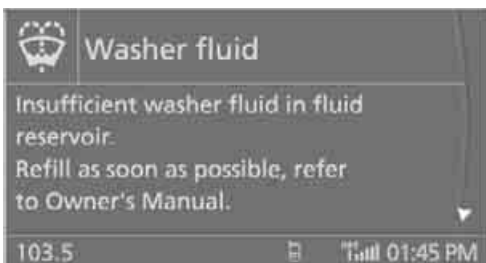 Washer fluid
Insufficient washer fluid in fluid
reservoir.
Refill as soon as possible, refer
to Owner's Manual.
103.5 01:45 PM